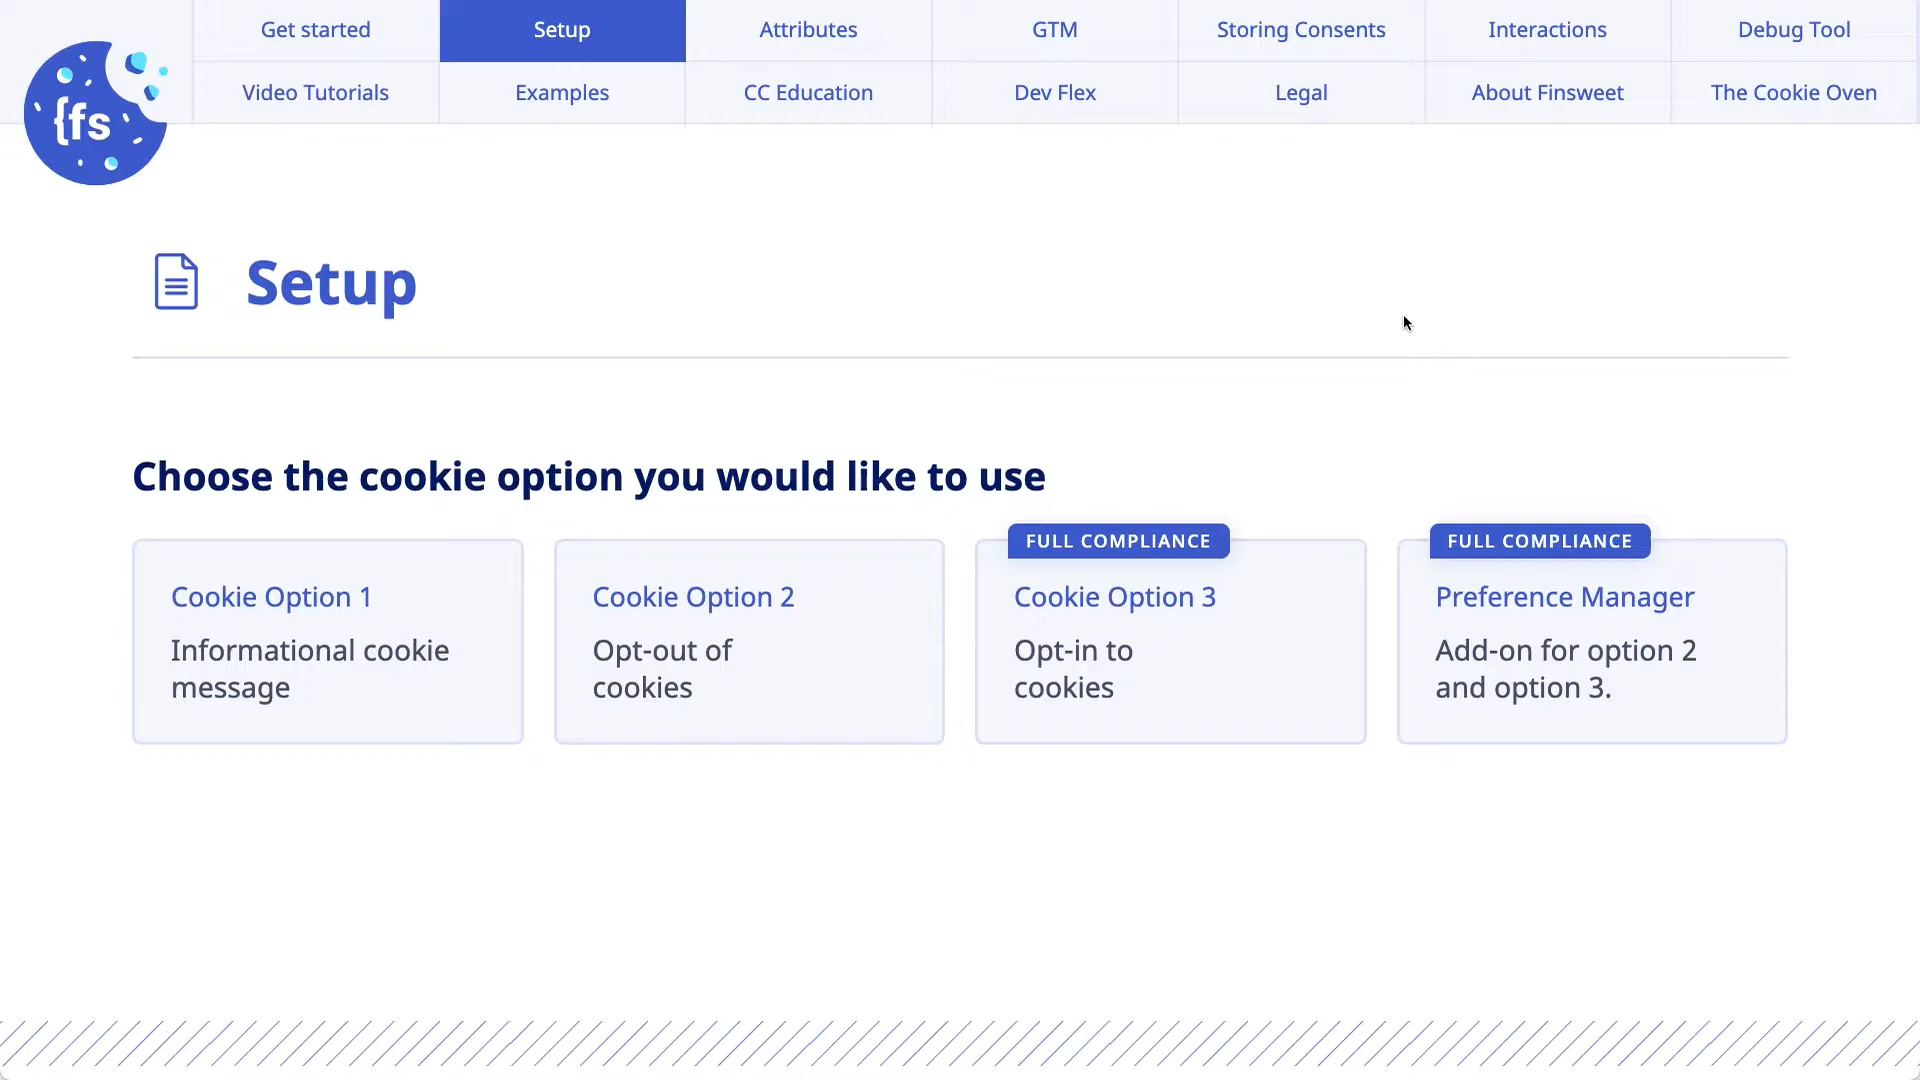 Get started
Setup
Attributes
GTM
Storing Consents
Interactions
Debug Tool
Video Tutorials
Examples
CC Education
Dev Flex
Legal
About Finsweet
The Cookie Oven
{fs
Setup
Choose the cookie option you would like to use
Cookie Option 1
Informational cookie
message
Cookie Option 2
Opt-out of
cookies
FULL COMPLIANCE
Cookie Option 3
Opt-in to
cookies
FULL COMPLIANCE
Preference Manager
Add-on for option 2
and option 3.